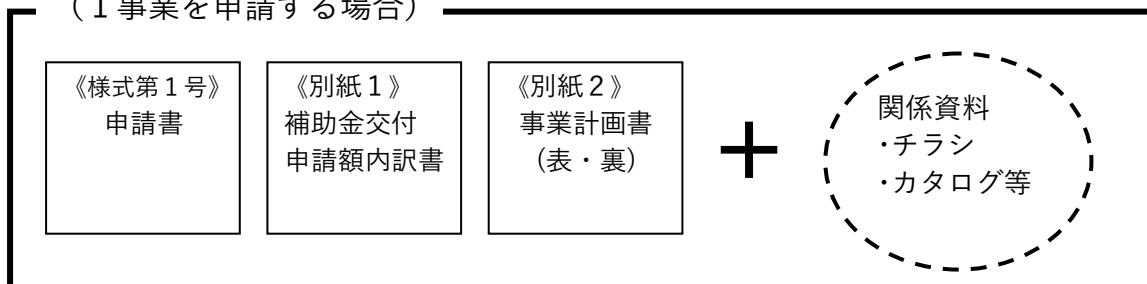 （１事業を申請する場合）
《様式第１号》
申請書
《別紙１》
補助金交付
申請額内訳書
《別紙２》
事業計画書
（表・裏）
＋
関係資料
・チラシ
・カタログ等